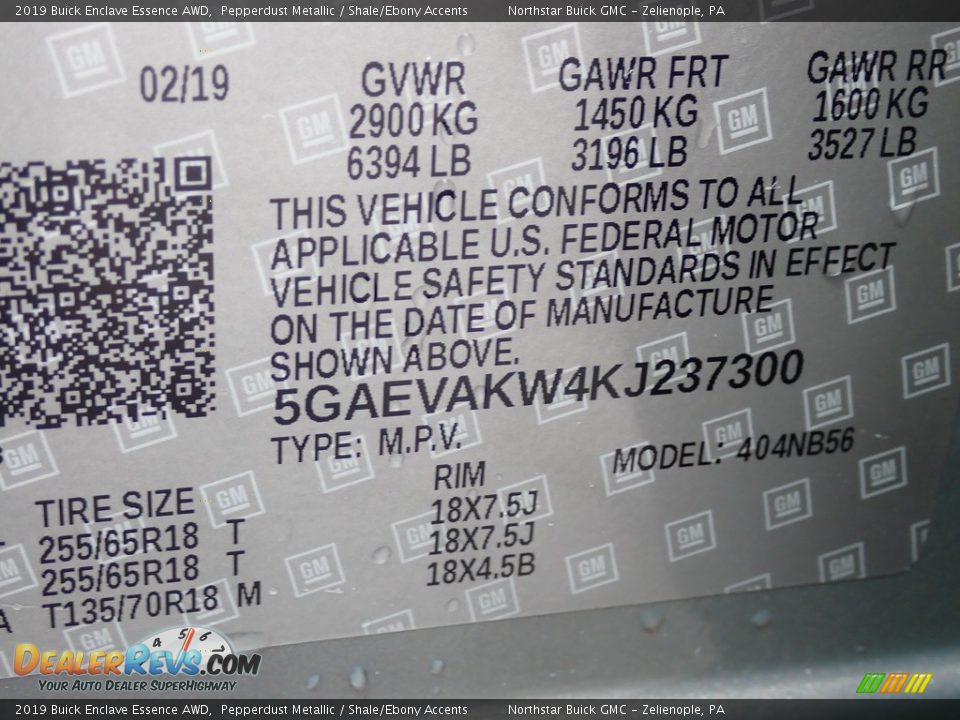 2019 Buick Enclave Essence AWD, Pepperdust Metallic / Shale/Ebony Accents Northstar Buick GMC - Zelienople, PA
02/19 GVWR GAWR FRT GAWR RR
2900 KG 1450 KG 1600 KG
6394 LB 3196 LB 3527 LB
THIS VEHICLE CONFORMS TO ALL
APPLICABLE U.S. FEDERAL MOTOR
VEHICLE SAFETY STANDARDS IN EFFECT
ON THE DATE OF MANUFACTURE
SHOWN ABOVE.
5GAEVAKW4KJ237300
TYPE: M.P.V. MODEL: 404NB56
TIRE SIZE RIM
255/65R18 T 18X7.5J
255/65R18 T 18X7.5J
T135/70R18 M 18X4.5B
GM
4 5 6
DealerRevs.com
Your Auto Dealer SuperHighway
2019 Buick Enclave Essence AWD, Pepperdust Metallic / Shale/Ebony Accents Northstar Buick GMC - Zelienople, PA